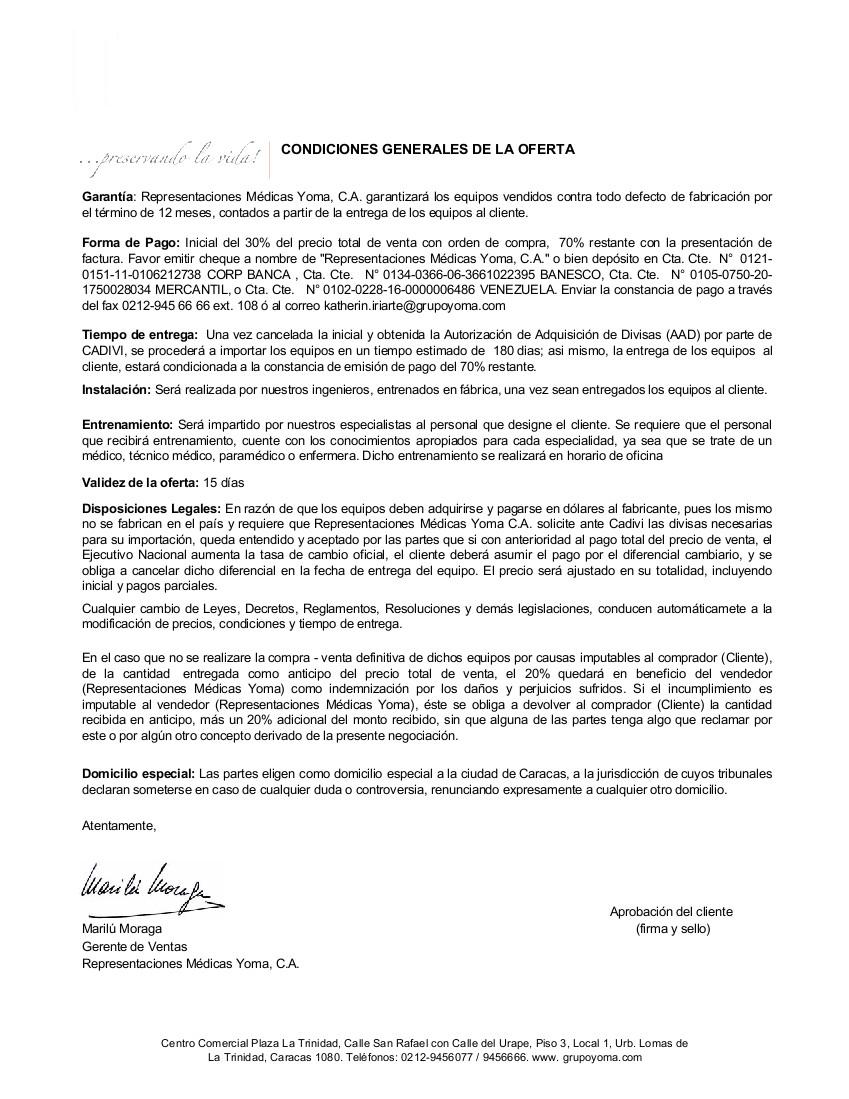 ...preservando la vida!
CONDICIONES GENERALES DE LA OFERTA
Garantía: Representaciones Médicas Yoma, C.A. garantizará los equipos vendidos contra todo defecto de fabricación por
el término de 12 meses, contados a partir de la entrega de los equipos al cliente.
Forma de Pago: Inicial del 30% del precio total de venta con orden de compra, 70% restante con la presentación de
factura. Favor emitir cheque a nombre de "Representaciones Médicas Yoma, C.A." o bien depósito en Cta. Cte. N° 0121-
0151-11-0106212738 CORP BANCA , Cta. Cte. N° 0134-0366-06-3661022395 BANESCO, Cta. Cte. N° 0105-0750-20-
1750028034 MERCANTIL, o Cta. Cte. N° 0102-0228-16-0000006486 VENEZUELA. Enviar la constancia de pago a través
del fax 0212-945 66 66 ext. 108 ó al correo katherin.iriarte@grupoyoma.com
Tiempo de entrega: Una vez cancelada la inicial y obtenida la Autorización de Adquisición de Divisas (AAD) por parte de
CADIVI, se procederá a importar los equipos en un tiempo estimado de 180 dias; asi mismo, la entrega de los equipos al
cliente, estará condicionada a la constancia de emisión de pago del 70% restante.
Instalación: Será realizada por nuestros ingenieros, entrenados en fábrica, una vez sean entregados los equipos al cliente.
Entrenamiento: Será impartido por nuestros especialistas al personal que designe el cliente. Se requiere que el personal
que recibirá entrenamiento, cuente con los conocimientos apropiados para cada especialidad, ya sea que se trate de un
médico, técnico médico, paramédico o enfermera. Dicho entrenamiento se realizará en horario de oficina
Validez de la oferta: 15 días
Disposiciones Legales: En razón de que los equipos deben adquirirse y pagarse en dólares al fabricante, pues los mismo
no se fabrican en el país y requiere que Representaciones Médicas Yoma C.A. solicite ante Cadivi las divisas necesarias
para su importación, queda entendido y aceptado por las partes que si con anterioridad al pago total del precio de venta, el
Ejecutivo Nacional aumenta la tasa de cambio oficial, el cliente deberá asumir el pago por el diferencial cambiario, y se
obliga a cancelar dicho diferencial en la fecha de entrega del equipo. El precio será ajustado en su totalidad, incluyendo
inicial y pagos parciales.
Cualquier cambio de Leyes, Decretos, Reglamentos, Resoluciones y demás legislaciones, conducen automáticamete a la
modificación de precios, condiciones y tiempo de entrega.
En el caso que no se realizare la compra - venta definitiva de dichos equipos por causas imputables al comprador (Cliente),
de la cantidad entregada como anticipo del precio total de venta, el 20% quedará en beneficio del vendedor
(Representaciones Médicas Yoma) como indemnización por los daños y perjuicios sufridos. Si el incumplimiento es
imputable al vendedor (Representaciones Médicas Yoma), éste se obliga a devolver al comprador (Cliente) la cantidad
recibida en anticipo, más un 20% adicional del monto recibido, sin que alguna de las partes tenga algo que reclamar por
este o por algún otro concepto derivado de la presente negociación.
Domicilio especial: Las partes eligen como domicilio especial a la ciudad de Caracas, a la jurisdicción de cuyos tribunales
declaran someterse en caso de cualquier duda o controversia, renunciando expresamente a cualquier otro domicilio.
Atentamente,
Marilú Moraga
Marilú Moraga
Gerente de Ventas
Representaciones Médicas Yoma, C.A.
Aprobación del cliente
(firma y sello)
Centro Comercial Plaza La Trinidad, Calle San Rafael con Calle del Urape, Piso 3, Local 1, Urb. Lomas de
La Trinidad, Caracas 1080. Teléfonos: 0212-9456077 / 9456666. www. grupoyoma.com